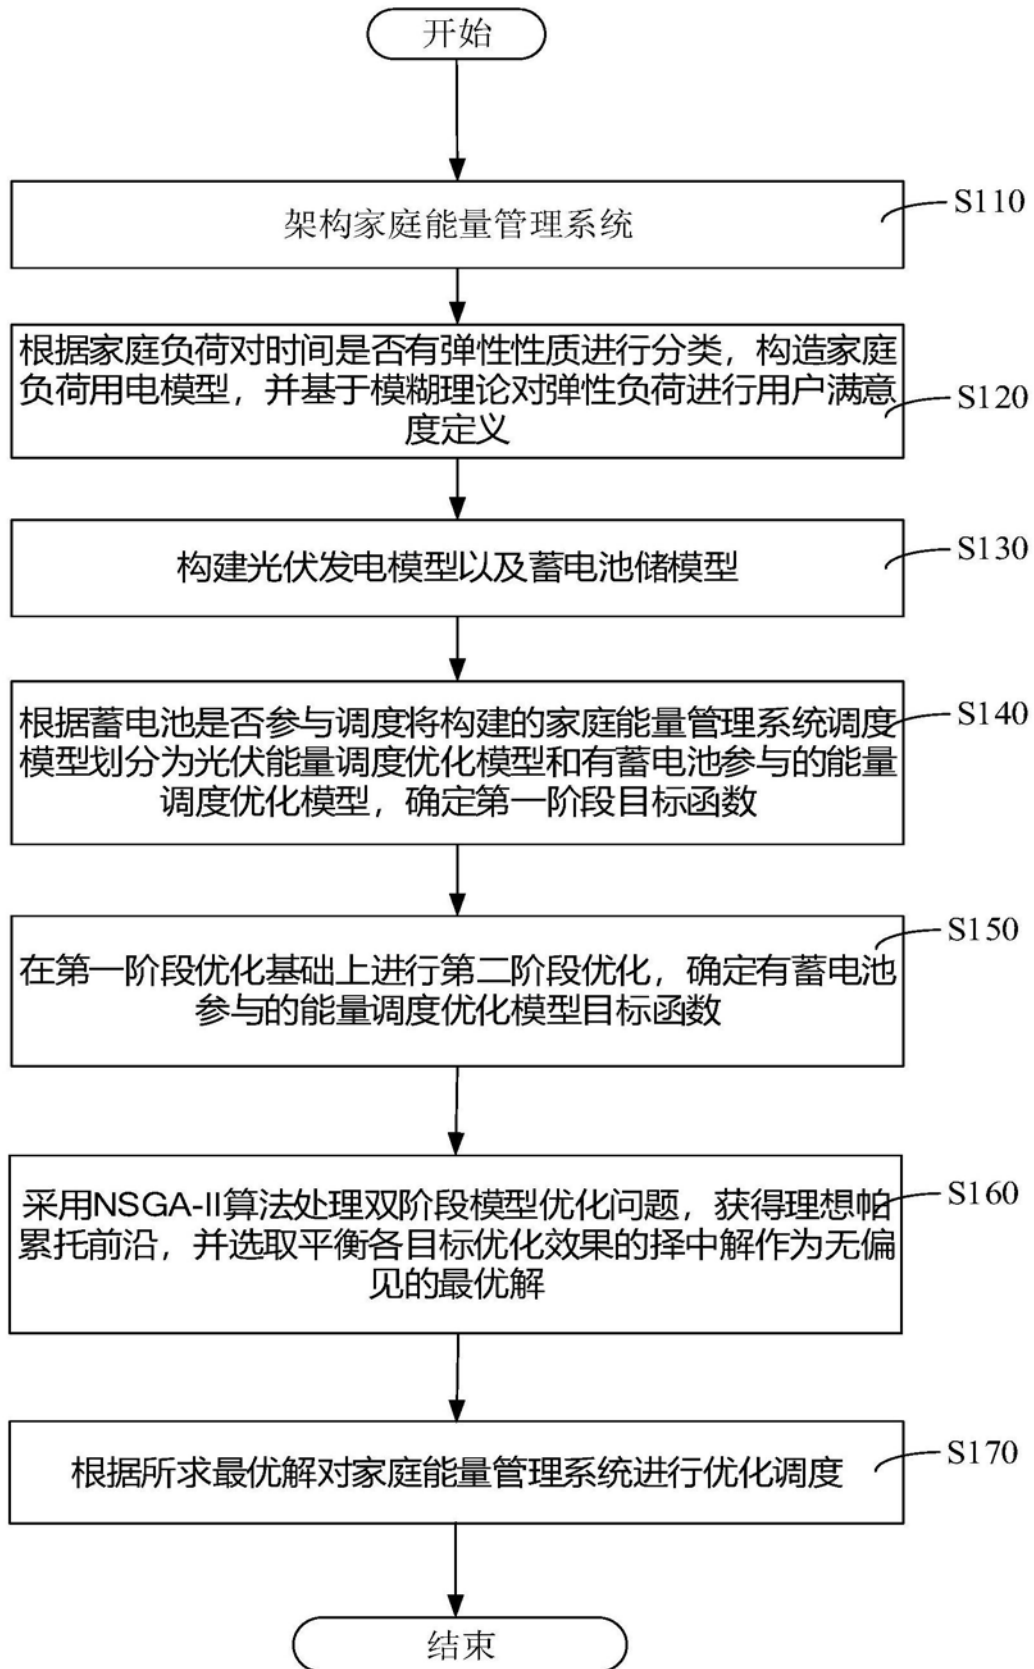 开始
架构家庭能量管理系统
S110
根据家庭负荷对时间是否有弹性性质进行分类，构造家庭
负荷用电模型，并基于模糊理论对弹性负荷进行用户满意
度定义
S120
构建光伏发电模型以及蓄电池储模型
S130
根据蓄电池是否参与调度将构建的家庭能量管理系统调度
模型划分为光伏能量调度优化模型和有蓄电池参与的能量
调度优化模型，确定第一阶段目标函数
S140
在第一阶段优化基础上进行第二阶段优化，确定有蓄电池
参与的能量调度优化模型目标函数
S150
采用NSGA-II算法处理双阶段模型优化问题，获得理想帕
累托前沿，并选取平衡各目标优化效果的择中解作为无偏
见的最优解
S160
根据所求最优解对家庭能量管理系统进行优化调度
S170
结束